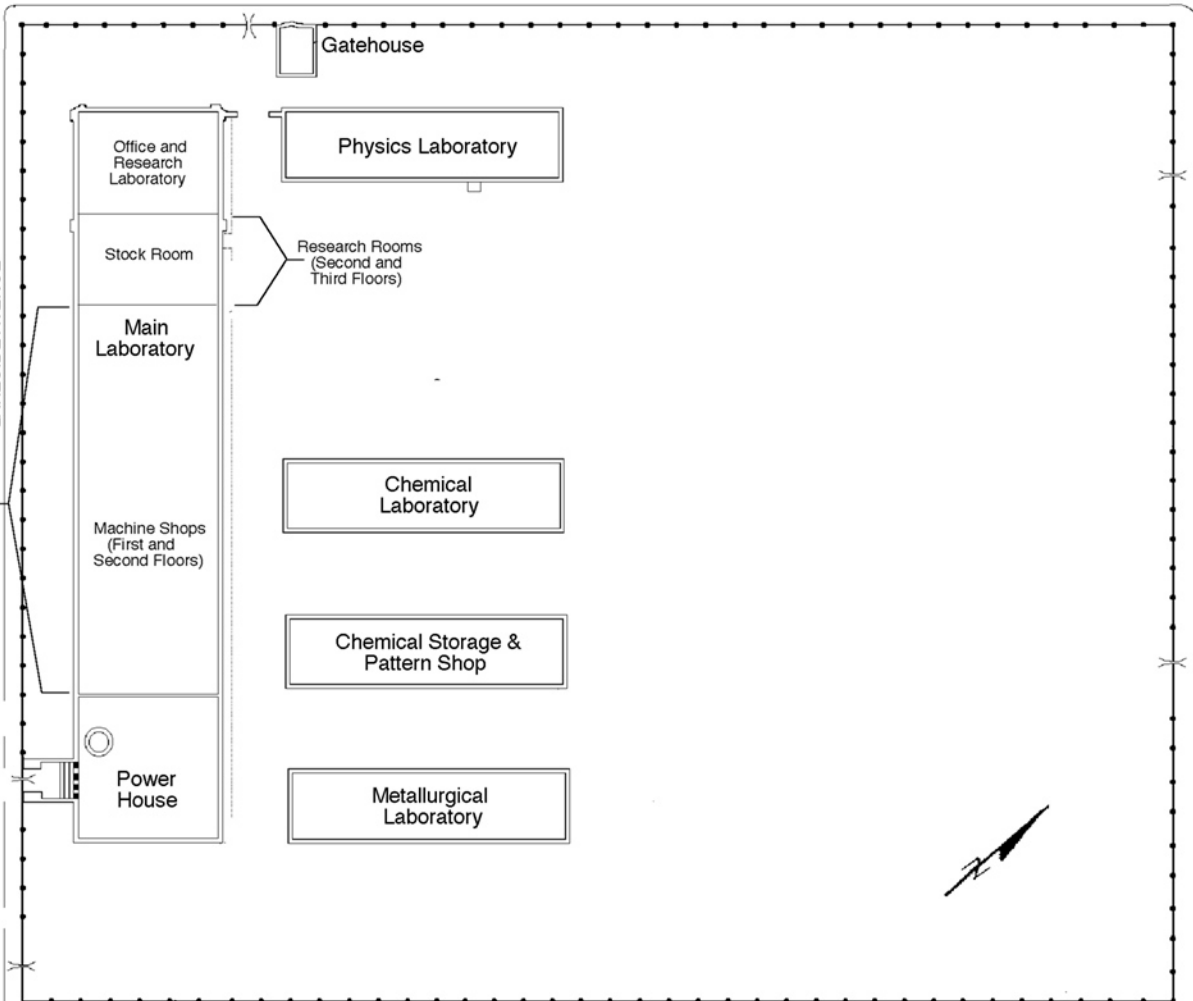 Gatehouse
Office and
Research
Laboratory
Physics Laboratory
Stock Room
Research Rooms
(Second and
Third Floors)
Main
Laboratory
Chemical
Laboratory
Machine Shops
(First and
Second Floors)
Chemical Storage &
Pattern Shop
Power
House
Metallurgical
Laboratory
N